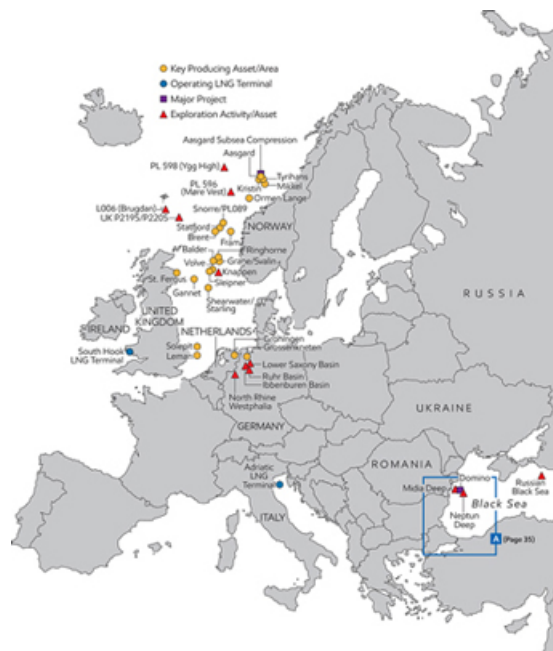 Key Producing Asset/Area
Operating LNG Terminal
Major Project
Exploration Activity/Asset
Aasgard Subsea Compression
Aasgard
PL 598 (Ygg High)
Tyrihans
Mikkel
Kristin
PL 596
(Møre Vest)
Ormen Lange
L006 (Brugdan)
UK P2195/P2205
Snorre/PL089
Statfjord
Brent
Fram
NORWAY
Balder
Ringhorne
Volve
Grane/Svalin
Knappen
Sleipner
St. Fergus
Gannet
Shearwater/
Starling
RUSSIA
UNITED
KINGDOM
IRELAND
NETHERLANDS
Groningen
Grossenkneten
Solepit
Leman
South Hook
LNG Terminal
Lower Saxony Basin
Ruhr Basin
Ibbenburen Basin
North Rhine
Westphalia
UKRAINE
GERMANY
ROMANIA
Adriatic
LNG
Terminal
Domino
Midia Deep
Russian
Black Sea
Black Sea
Neptun
Deep
ITALY
A (Page 35)